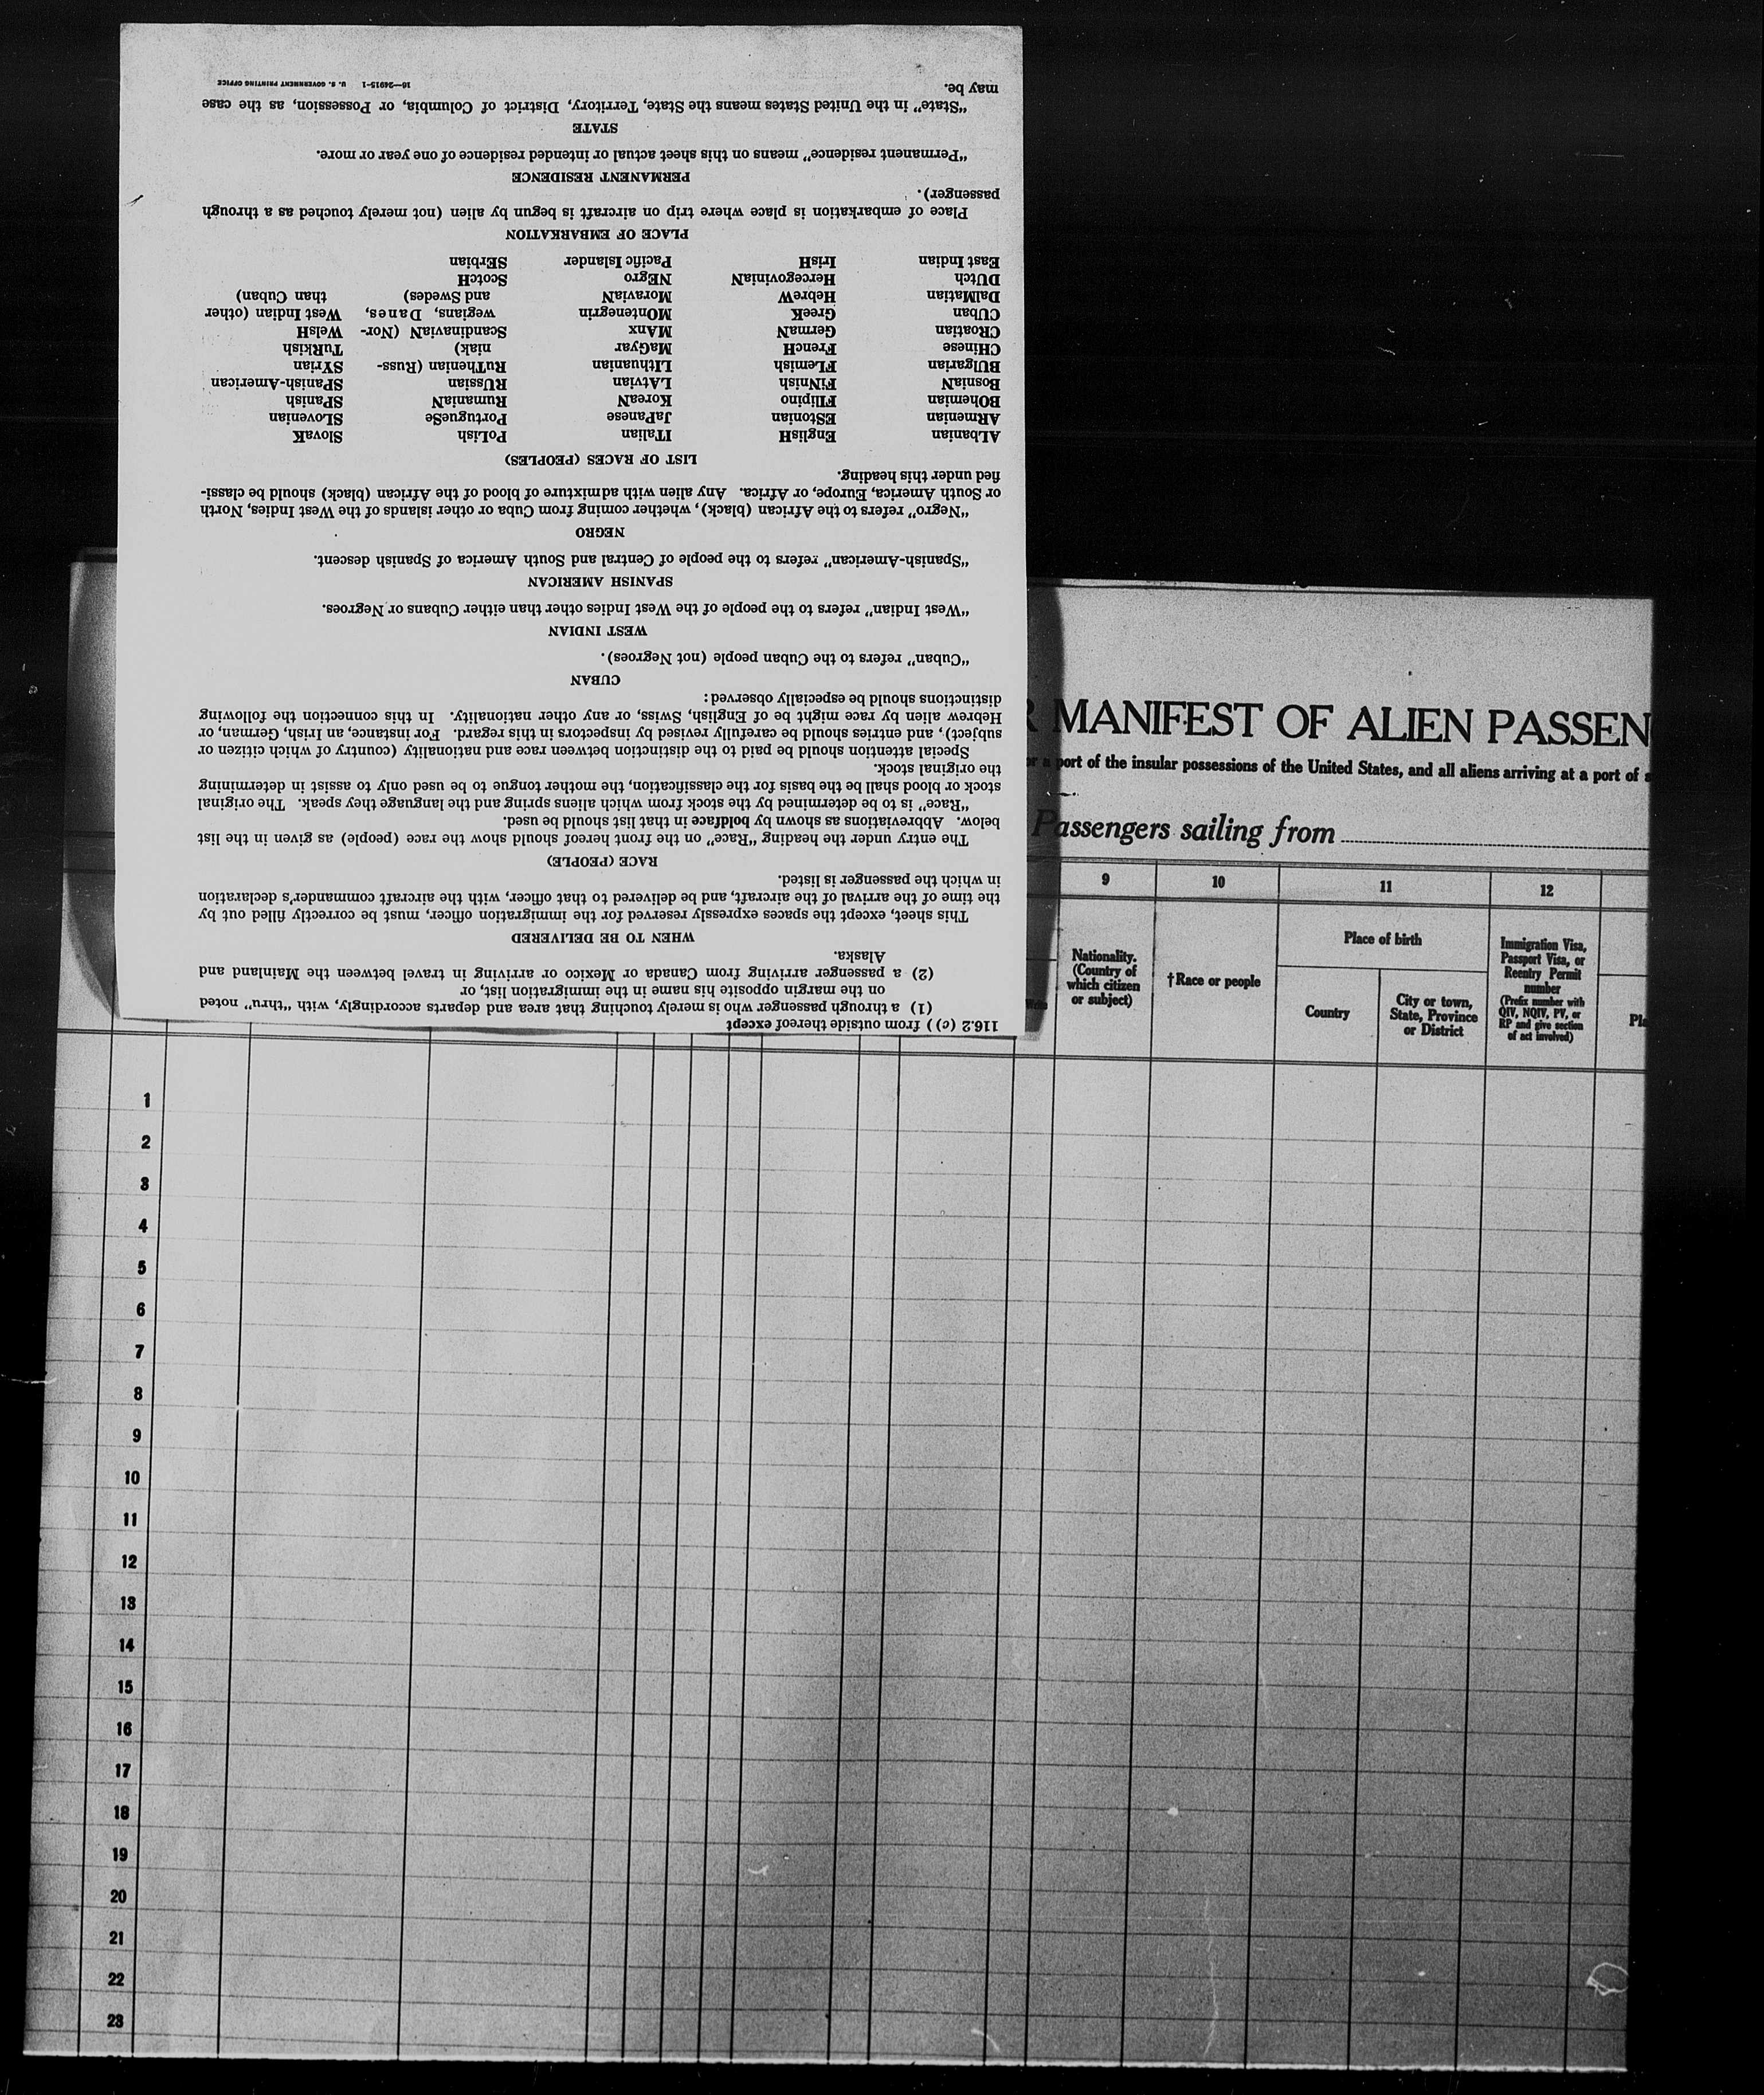 116.2 (c)) from outside thereof except
(1) a through passenger who is merely touching that area and departs accordingly, with "thru" noted
on the margin opposite his name in the immigration list, or
(2) a passenger arriving from Canada or Mexico or arriving in travel between the Mainland and
Alaska.
WHEN TO BE DELIVERED
This sheet, except the spaces expressly reserved for the immigration officer, must be correctly filled out by
the time of the arrival of the aircraft, and be delivered to that officer, with the aircraft commander's declaration
in which the passenger is listed.
RACE (PEOPLE)
The entry under the heading "Race" on the front hereof should show the race (people) as given in the list
below. Abbreviations as shown by boldface in that list should be used.
"Race" is to be determined by the stock from which aliens spring and the language they speak. The original
stock or blood shall be the basis for the classification, the mother tongue to be used only to assist in determining
the original stock.
Special attention should be paid to the distinction between race and nationality (country of which citizen or
subject), and entries should be carefully revised by inspectors in this regard. For instance, an Irish, German, or
Hebrew alien by race might be of English, Swiss, or any other nationality. In this connection the following
distinctions should be especially observed:
CUBAN
"Cuban" refers to the Cuban people (not Negroes).
WEST INDIAN
"West Indian" refers to the people of the West Indies other than either Cubans or Negroes.
SPANISH AMERICAN
"Spanish-American" refers to the people of Central and South America of Spanish descent.
NEGRO
"Negro" refers to the African (black), whether coming from Cuba or other islands of the West Indies, North
or South America, Europe, or Africa. Any alien with admixture of blood of the African (black) should be classi-
fied under this heading.
LIST OF RACES (PEOPLES)
ALbanian EnglisH ITalian PoLish SlovaK
ARmenian EStonian JaPanese PortugueSe SLOvenian
BOhemian FIlipino KoreaN RumaniaN SPanish
BosniaN FiNnish LAtvian RUssian SPanish-American
BUlgarian FLemish LIthuanian RuThenian (Russ- SYrian
CHinese FrencH MaGyar niak) TuRkish
CRoatian GermaN MAnx ScandinaviaN (Nor- WelsH
CUban GreeK MOntenegrin wegians, Danes, West Indian (other
DalMatian HebreW MoraviaN and Swedes) than Cuban)
DUtch HercegoviniaN NEgro ScotcH
East Indian IrisH Pacific Islander SErbian
PLACE OF EMBARKATION
Place of embarkation is place where trip on aircraft is begun by alien (not merely touched as a through
passenger).
PERMANENT RESIDENCE
"Permanent residence" means on this sheet actual or intended residence of one year or more.
STATE
"State" in the United States means the State, Territory, District of Columbia, or Possession, as the case
may be.
16—24915-1 U. S. GOVERNMENT PRINTING OFFICE
MANIFEST OF ALIEN PASSEN
port of the insular possessions of the United States, and all aliens arriving at a port of
Passengers sailing from
9 10 11 12
Nationality.
(Country of
which citizen
or subject)
†Race or people
Place of birth
Country
City or town,
State, Province
or District
Immigration Visa,
Passport Visa, or
Reentry Permit
number
(Prefix number with
QIV, NQIV, PV, or
RP and give section
of act involved)
1
2
3
4
5
6
7
8
9
10
11
12
13
14
15
16
17
18
19
20
21
22
23